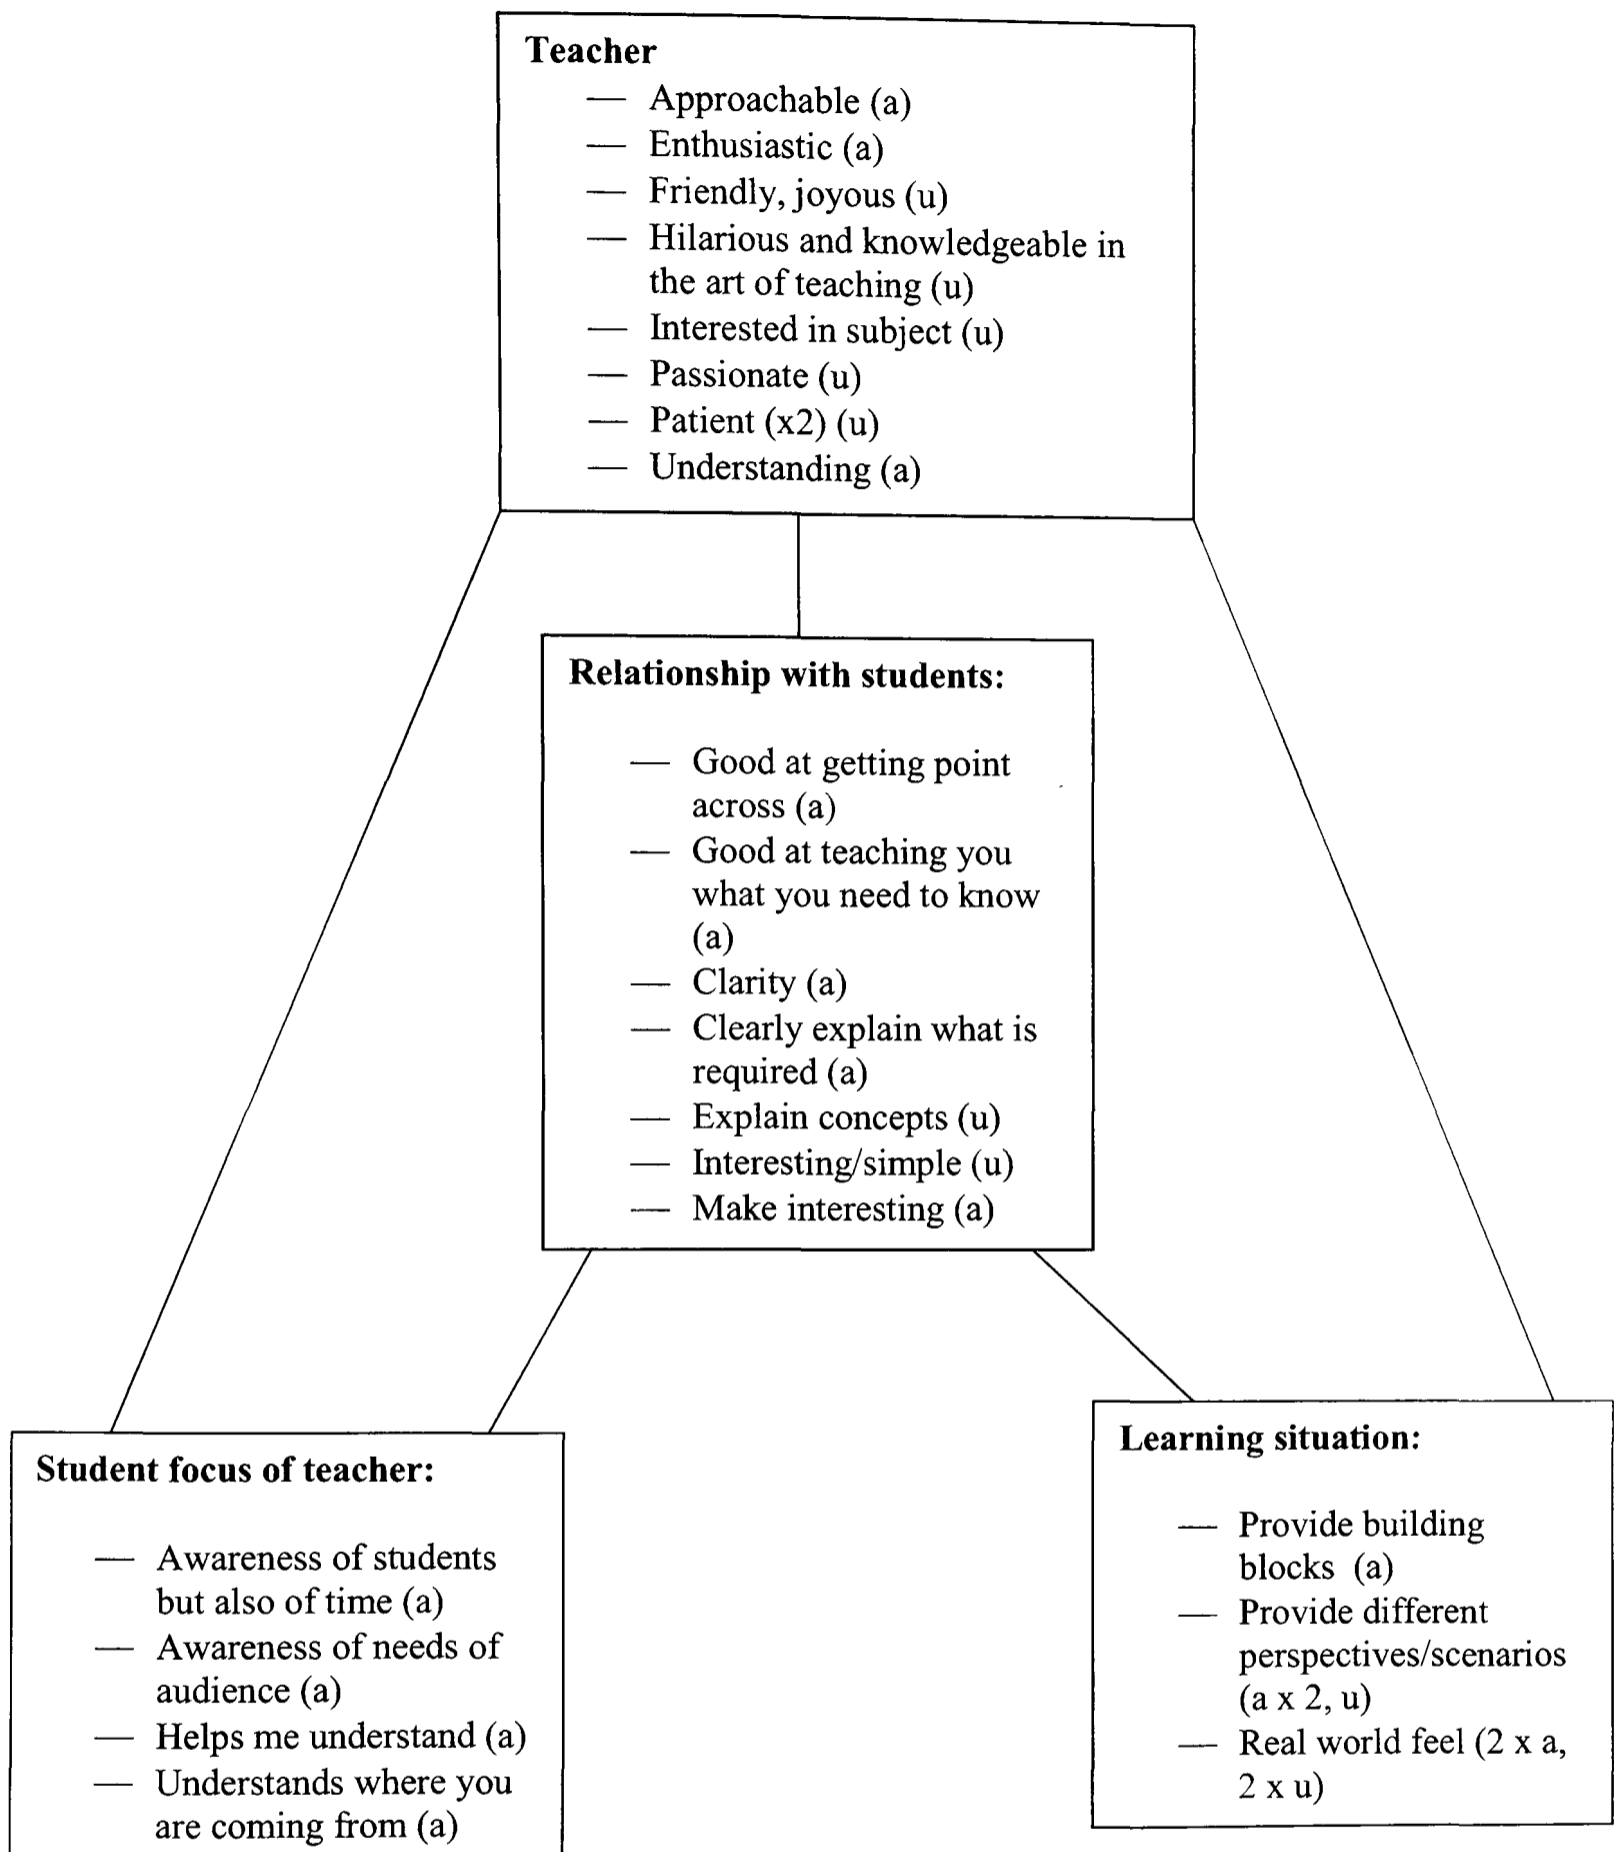 Teacher
— Approachable (a)
— Enthusiastic (a)
— Friendly, joyous (u)
— Hilarious and knowledgeable in
the art of teaching (u)
— Interested in subject (u)
— Passionate (u)
— Patient (x2) (u)
— Understanding (a)
Relationship with students:
— Good at getting point
across (a)
— Good at teaching you
what you need to know
(a)
— Clarity (a)
— Clearly explain what is
required (a)
— Explain concepts (u)
— Interesting/simple (u)
— Make interesting (a)
Student focus of teacher:
— Awareness of students
but also of time (a)
— Awareness of needs of
audience (a)
— Helps me understand (a)
— Understands where you
are coming from (a)
Learning situation:
— Provide building
blocks (a)
— Provide different
perspectives/scenarios
(a x 2, u)
— Real world feel (2 x a,
2 x u)